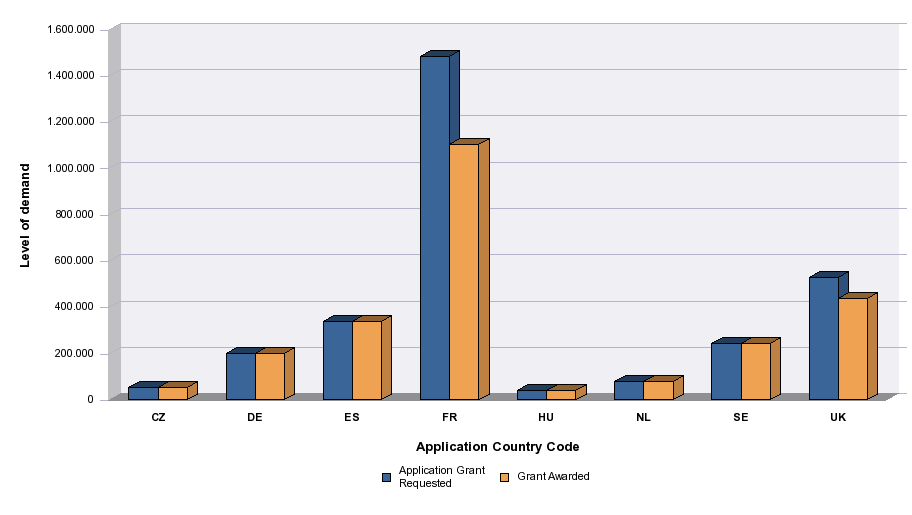 1.600.000
1.400.000
1.200.000
1.000.000
800.000
600.000
400.000
200.000
0
Level of demand
CZ DE ES FR HU NL SE UK
Application Country Code
Application Grant
Requested
Grant Awarded